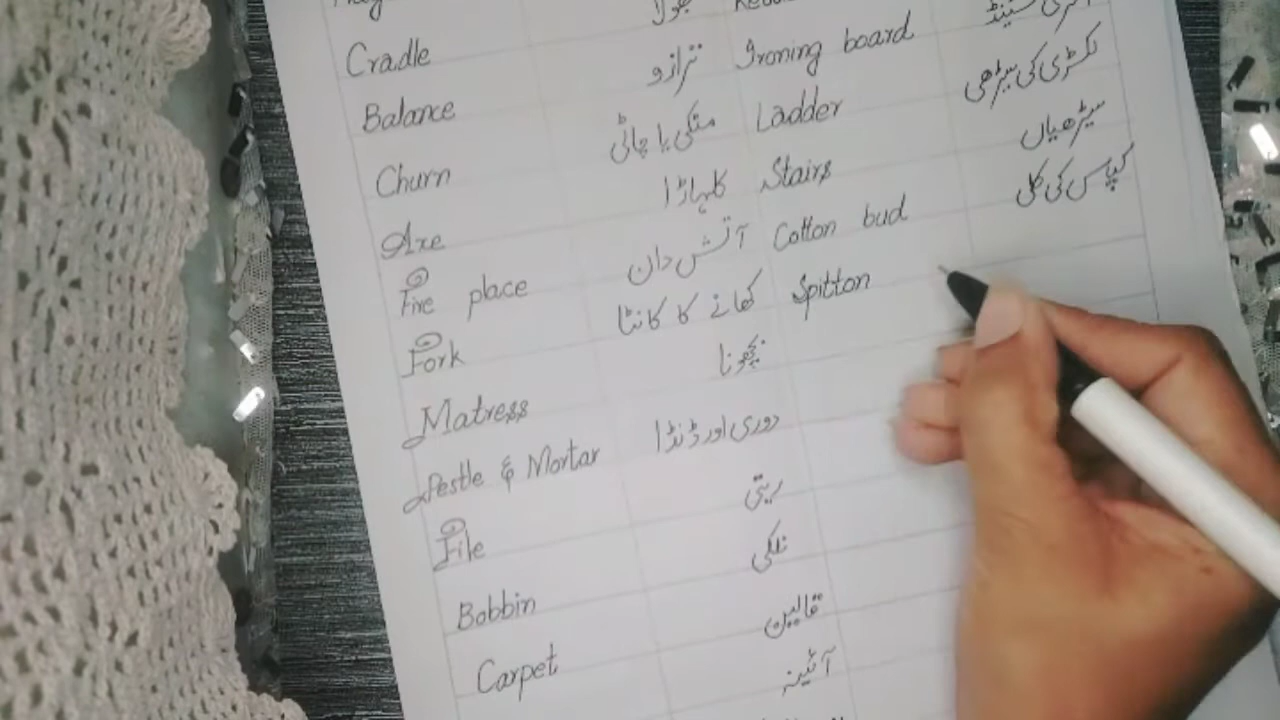 Cradle جھولا
Balance ترازو Ironing board
Churn مٹکی یا چاٹی Ladder لکڑی کی سیڑھی
Axe کلہاڑا Stairs سیڑھیاں
Fire place آتش دان Cotton bud کپاس کی کلی
Fork کھانے کا کانٹا Spitton
Matress بچھونا
Pestle & Mortar دوری اور ڈنڈا
File ریتی
Bobbin نلکی
Carpet قالین
آئینہ